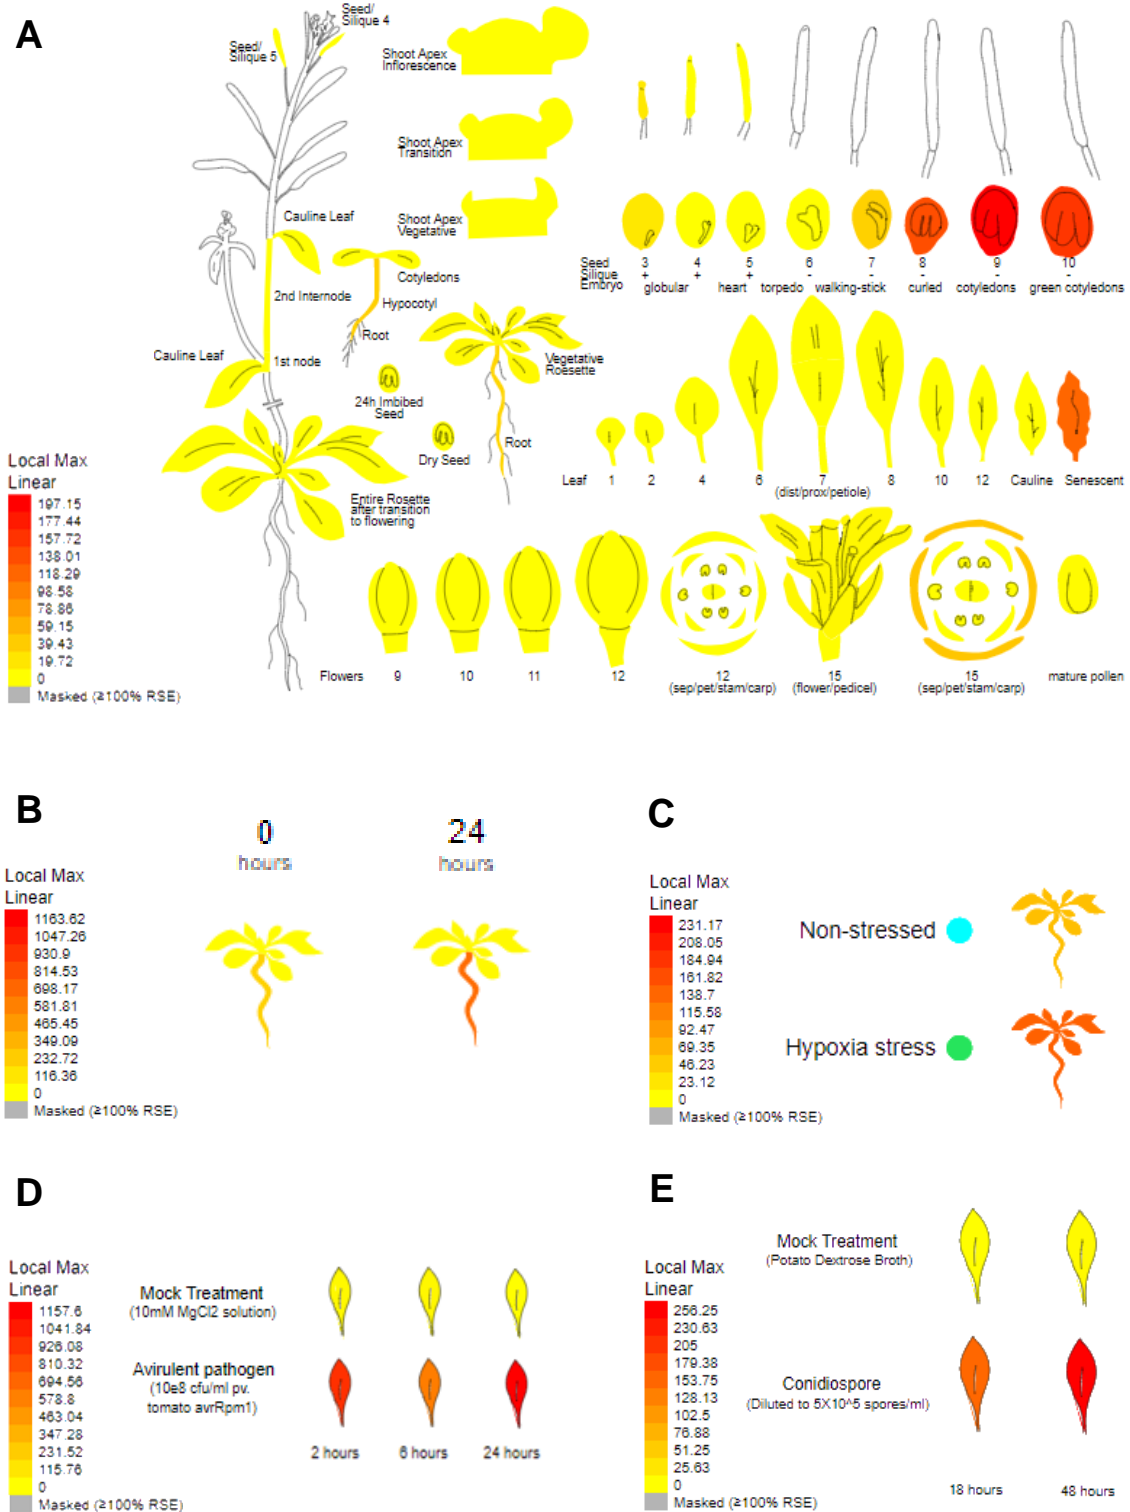 A
Seed/
Silique 4
Seed/
Silique 5
Shoot Apex
Inflorescence
Shoot Apex
Transition
Shoot Apex
Vegetative
Cauline Leaf
Cotyledons
2nd Internode
Hypocotyl
Root
Cauline Leaf
1st node
Vegetative
Roesette
24h Imbibed
Seed
Dry Seed
Root
Entire Rosette
after transition
to flowering
Seed 3 4 5 6 7 8 9 10
Silique + + + - - - - -
Embryo globular heart torpedo walking-stick curled cotyledons green cotyledons
Leaf 1 2 4 6 7 8 10 12 Cauline Senescent
(dist/prox/petiole)
Local Max
Linear
197.15
177.44
157.72
138.01
118.29
98.58
78.86
59.15
39.43
19.72
0
Masked (≥100% RSE)
Flowers 9 10 11 12 12 15 15 mature pollen
(sep/pet/stam/carp) (flower/pedicel) (sep/pet/stam/carp)
B
0 24
hours hours
Local Max
Linear
1163.62
1047.26
930.9
814.53
698.17
581.81
465.45
349.09
232.72
116.36
0
Masked (≥100% RSE)
C
Local Max
Linear
231.17
208.05
184.94
161.82
138.7
115.58
92.47
69.35
46.23
23.12
0
Masked (≥100% RSE)
Non-stressed
Hypoxia stress
D
Local Max
Linear
1157.6
1041.84
926.08
810.32
694.56
578.8
463.04
347.28
231.52
115.76
0
Masked (≥100% RSE)
Mock Treatment
(10mM MgCl2 solution)
Avirulent pathogen
(10e8 cfu/ml pv.
tomato avrRpm1)
2 hours 6 hours 24 hours
E
Local Max
Linear
256.25
230.63
205
179.38
153.75
128.13
102.5
76.88
51.25
25.63
0
Masked (≥100% RSE)
Mock Treatment
(Potato Dextrose Broth)
Conidiospore
(Diluted to 5X10^5 spores/ml)
18 hours 48 hours